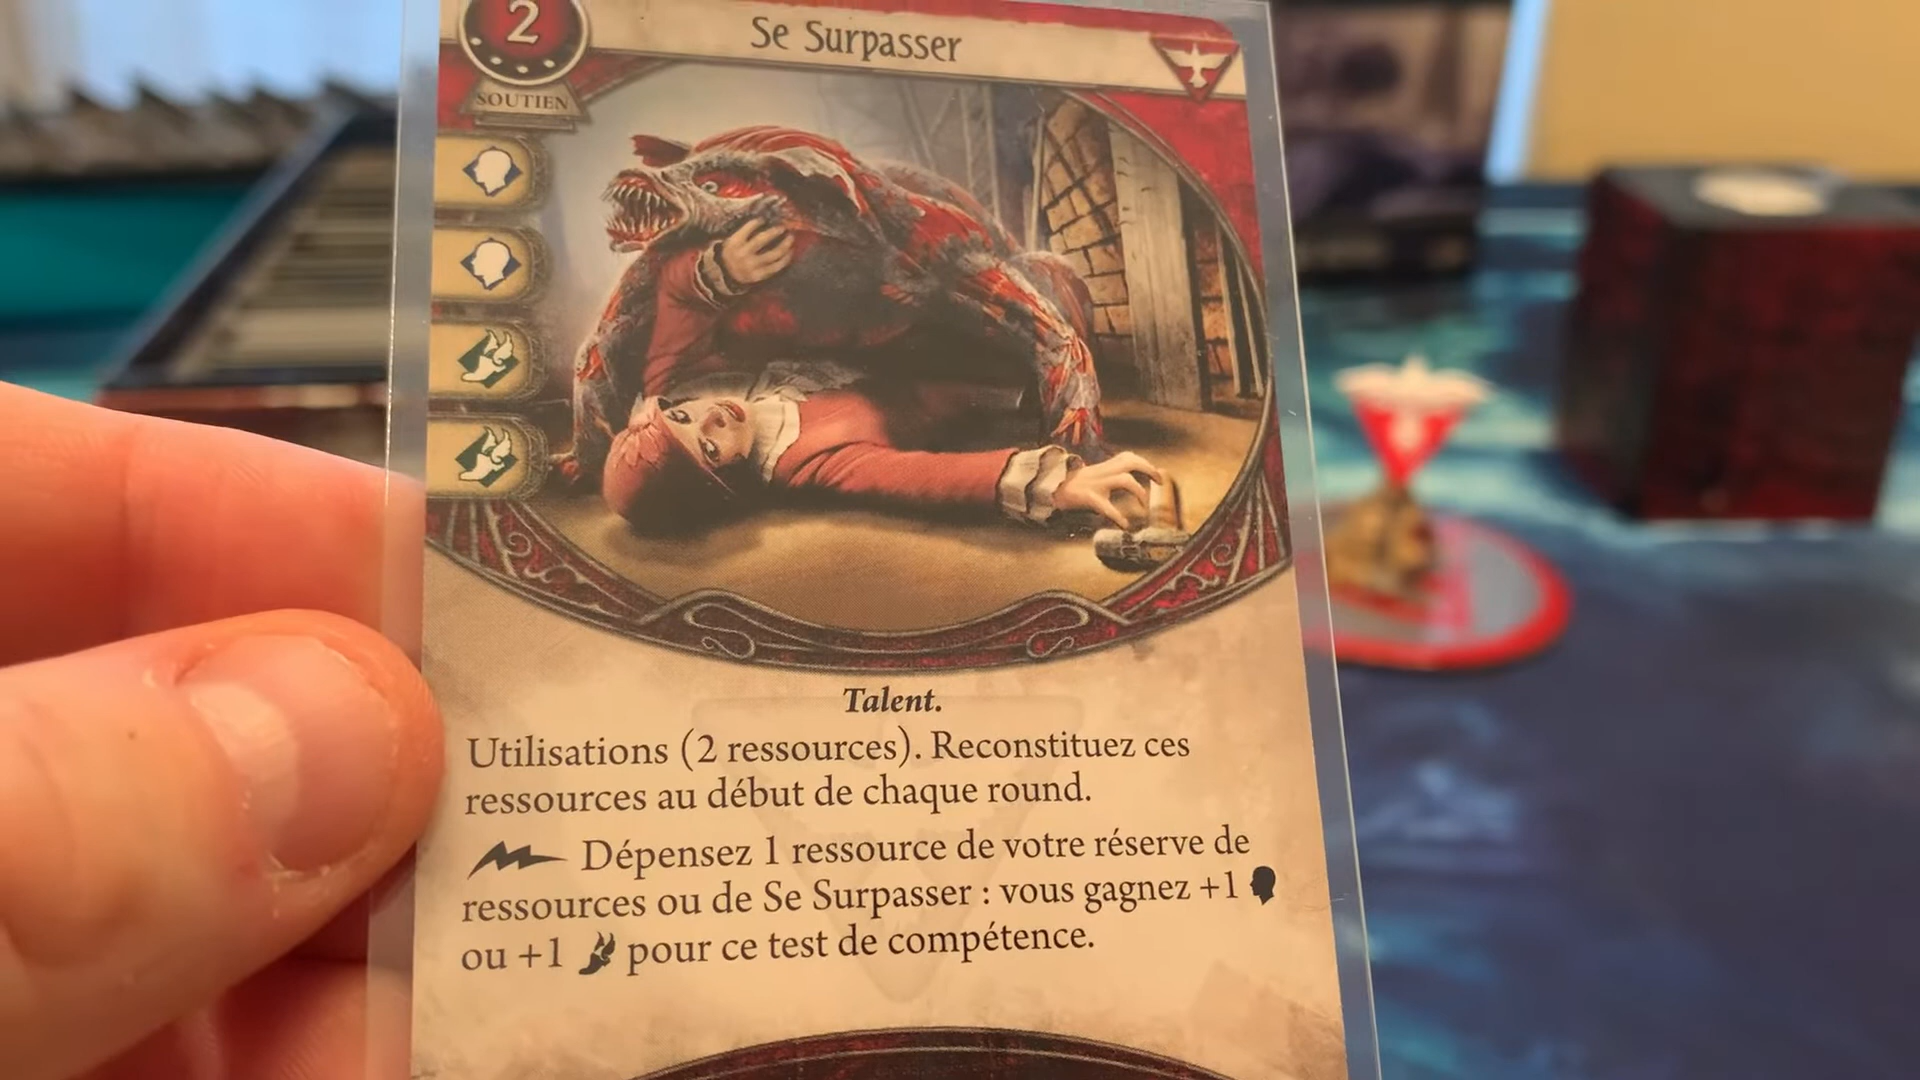 2
Se Surpasser
SOUTIEN
Talent.
Utilisations (2 ressources). Reconstituez ces
ressources au début de chaque round.
Dépensez 1 ressource de votre réserve de
ressources ou de Se Surpasser : vous gagnez +1
ou +1 pour ce test de compétence.